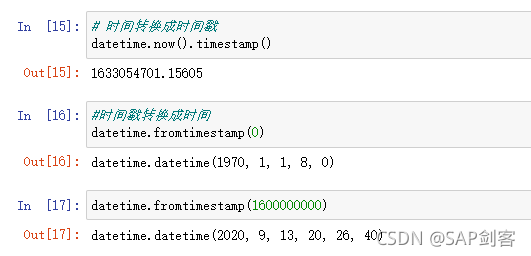 In [15]: # 时间转换成时间戳
datetime.now().timestamp()
Out[15]: 1633054701.15605
In [16]: #时间戳转换成时间
datetime.fromtimestamp(0)
Out[16]: datetime.datetime(1970, 1, 1, 8, 0)
In [17]: datetime.fromtimestamp(1600000000)
Out[17]: datetime.datetime(2020, 9, 13, 20, 26, 40)
CSDN @SAP剑客